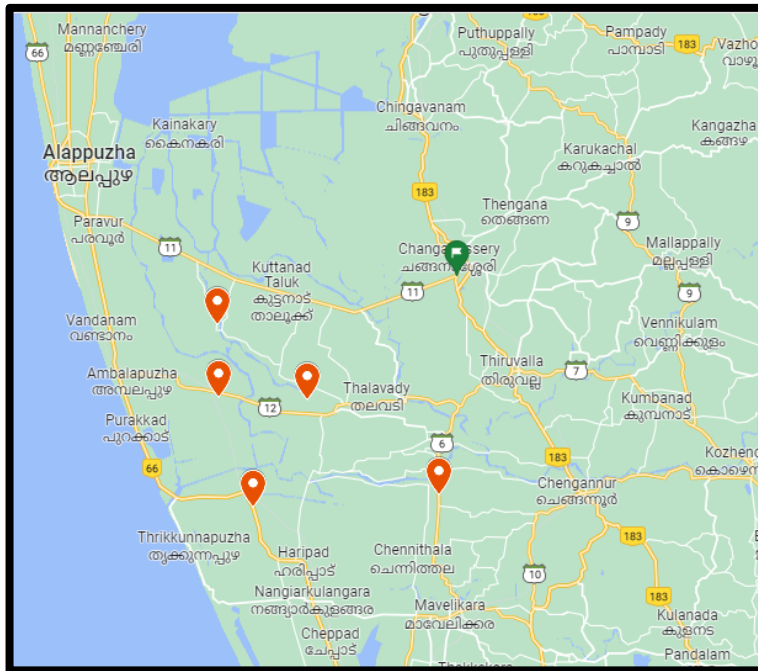 Mannanchery
മണ്ണഞ്ചേരി
66
Puthuppally
പുതുപ്പള്ളി
Pampady
പാമ്പാടി
183
Vazho
വാഴൂ
Kainakary
കൈനകരി
Chingavanam
ചിങ്ങവനം
Kangazha
കങ്ങഴ
Alappuzha
ആലപ്പുഴ
Karukachal
കറുകച്ചാൽ
183
Thengana
തെങ്ങണ
9
Paravur
പരവൂർ
11
Kuttanad
Taluk
കുട്ടനാട്
താലൂക്ക്
ചങ്ങനാശ്ശേരി
11
Mallappally
മല്ലപ്പള്ളി
9
Vandanam
വണ്ടാനം
Vennikulam
വെണ്ണിക്കുളം
Ambalapuzha
അമ്പലപ്പുഴ
12
Thalavady
തലവടി
Thiruvalla
തിരുവല്ല
7
Kumbanad
കുമ്പനാട്
Purakkad
പുറക്കാട്
66
6
183
Kozhenc
കൊഴെന
Chengannur
ചെങ്ങന്നൂർ
Thrikkunnapuzha
തൃക്കുന്നപ്പുഴ
Haripad
ഹരിപ്പാട്
Chennithala
ചെന്നിത്തല
183
10
Nangiarkulangara
നങ്ങ്യാർകുളങ്ങര
Mavelikara
മാവേലിക്കര
183
Kulanada
കുളനട
Cheppad
ചേപ്പാട്
Pandalam